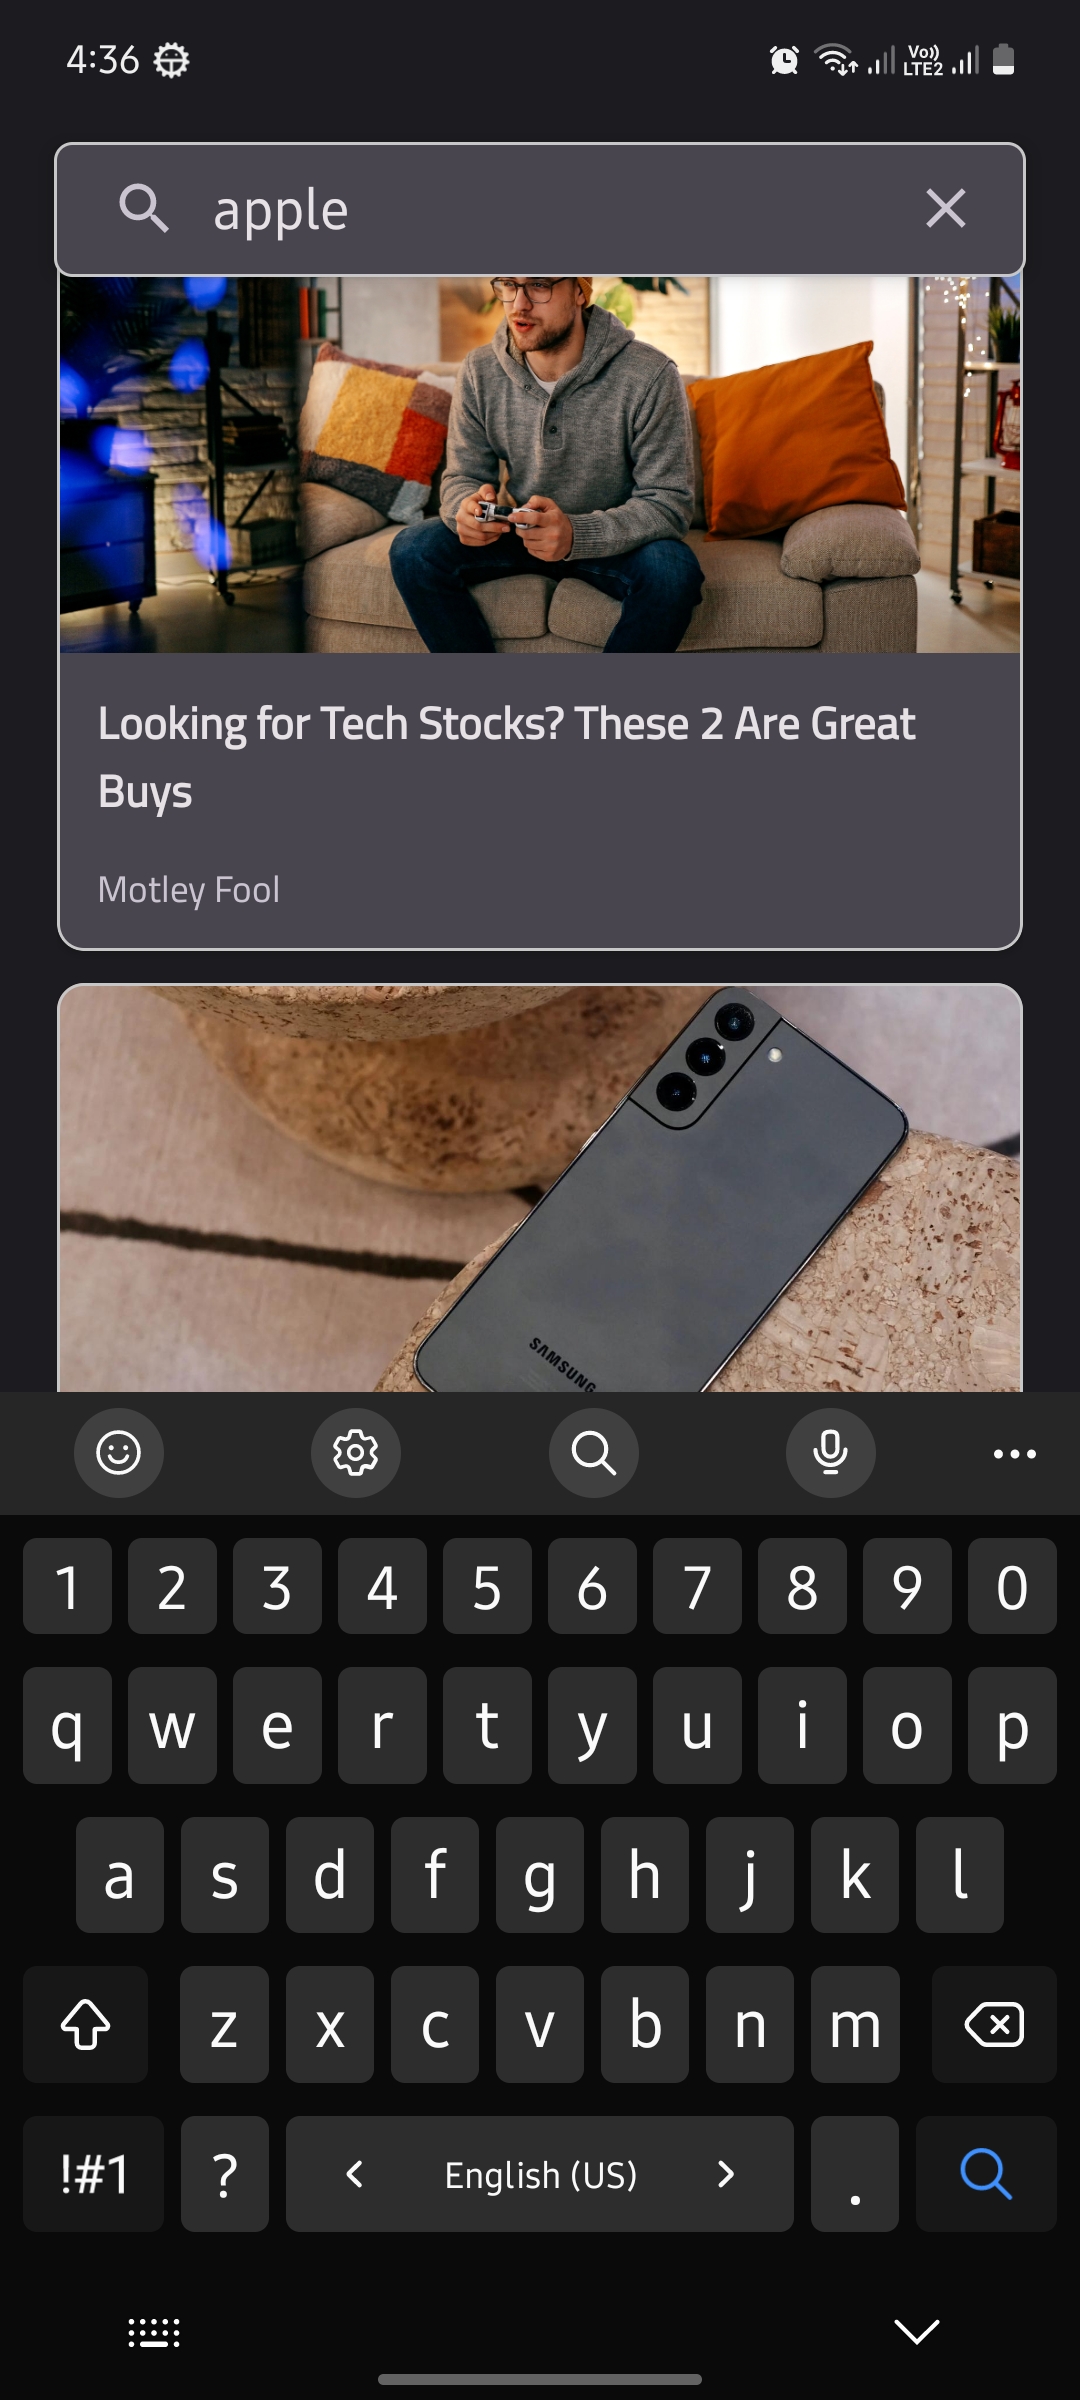 4:36
Vo))
LTE2
apple
Looking for Tech Stocks? These 2 Are Great
Buys
Motley Fool
SAMSUNG
1 2 3 4 5 6 7 8 9 0
q w e r t y u i o p
a s d f g h j k l
z x c v b n m
!#1 ? < English (US) > .